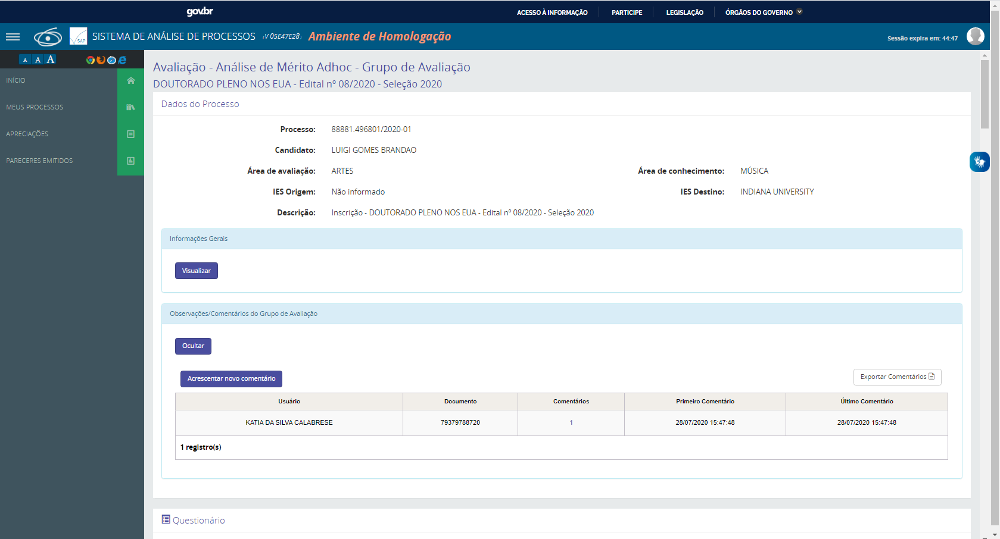 gov.br
ACESSO À INFORMAÇÃO PARTICIPE LEGISLAÇÃO ÓRGÃOS DO GOVERNO
SAP SISTEMA DE ANÁLISE DE PROCESSOS (V 05E47E28) Ambiente de Homologação
Sessão expira em: 44:47
A A A
INÍCIO
MEUS PROCESSOS
APRECIAÇÕES
PARECERES EMITIDOS
Avaliação - Análise de Mérito Adhoc - Grupo de Avaliação
DOUTORADO PLENO NOS EUA - Edital nº 08/2020 - Seleção 2020
Dados do Processo
Processo: 88881.496801/2020-01
Candidato: LUIGI GOMES BRANDAO
Área de avaliação: ARTES Área de conhecimento: MÚSICA
IES Origem: Não informado IES Destino: INDIANA UNIVERSITY
Descrição: Inscrição - DOUTORADO PLENO NOS EUA - Edital nº 08/2020 - Seleção 2020
Informações Gerais
Visualizar
Observações/Comentários do Grupo de Avaliação
Ocultar
Acrescentar novo comentário Exportar Comentários
Usuário Documento Comentários Primeiro Comentário Último Comentário
KATIA DA SILVA CALABRESE 79379788720 1 28/07/2020 15:47:48 28/07/2020 15:47:48
1 registro(s)
Questionário